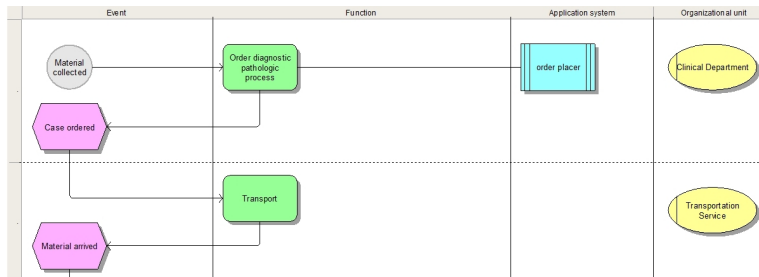 Event
Function
Application system
Organizational unit
Material
collected
Order diagnostic
pathologic
process
order placer
Clinical Department
Case ordered
Transport
Transportation
Service
Material arrived